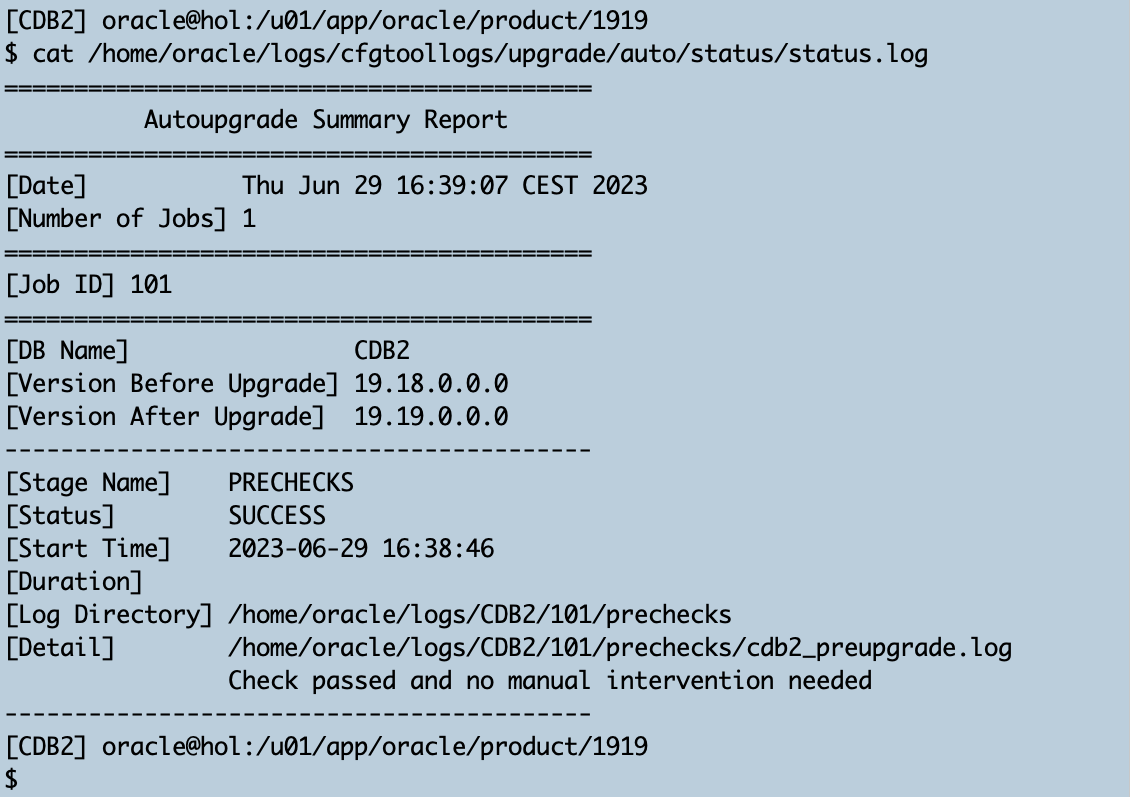 [CDB2] oracle@hol:/u01/app/oracle/product/1919
$ cat /home/oracle/logs/cfgtoollogs/upgrade/auto/status/status.log
==========================================
          Autoupgrade Summary Report
==========================================
[Date]           Thu Jun 29 16:39:07 CEST 2023
[Number of Jobs] 1
==========================================
[Job ID] 101
==========================================
[DB Name]                CDB2
[Version Before Upgrade] 19.18.0.0.0
[Version After Upgrade]  19.19.0.0.0
------------------------------------------
[Stage Name]    PRECHECKS
[Status]        SUCCESS
[Start Time]    2023-06-29 16:38:46
[Duration]
[Log Directory] /home/oracle/logs/CDB2/101/prechecks
[Detail]        /home/oracle/logs/CDB2/101/prechecks/cdb2_preupgrade.log
                Check passed and no manual intervention needed
------------------------------------------
[CDB2] oracle@hol:/u01/app/oracle/product/1919
$